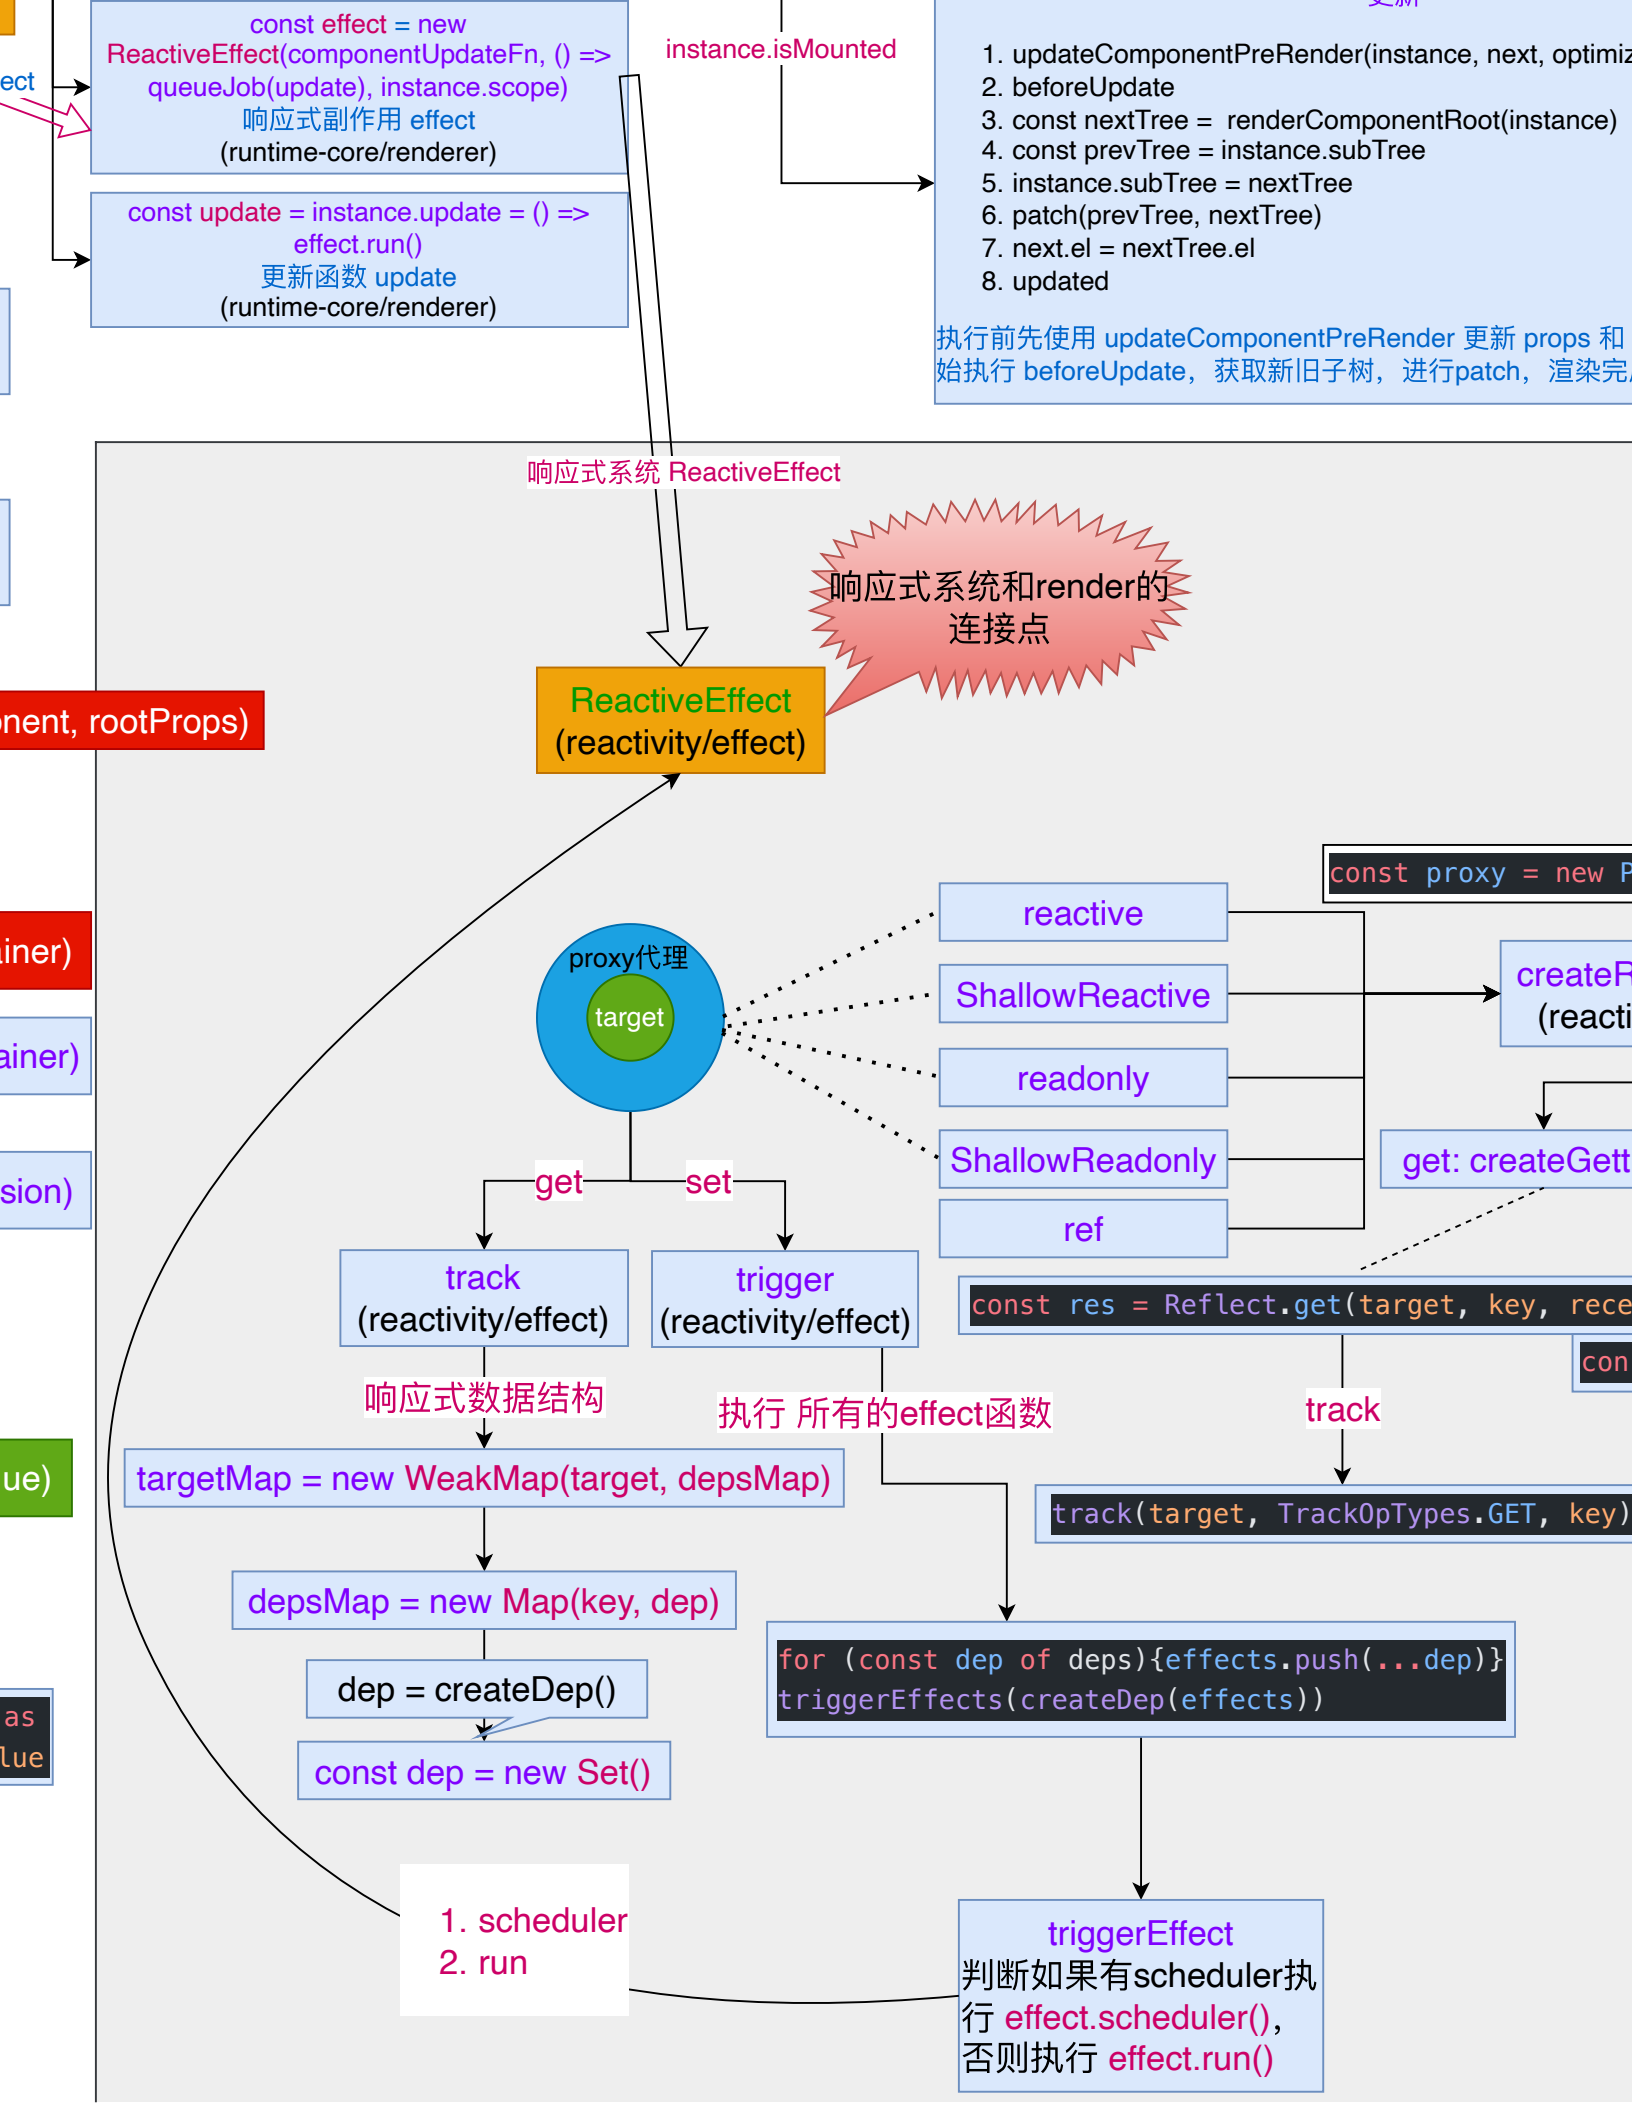 const effect = new
ReactiveEffect(componentUpdateFn, () =>
queueJob(update), instance.scope)
响应式副作用 effect
(runtime-core/renderer)
ect
const update = instance.update = () =>
effect.run()
更新函数 update
(runtime-core/renderer)
instance.isMounted
更新
1. updateComponentPreRender(instance, next, optimiz
2. beforeUpdate
3. const nextTree = renderComponentRoot(instance)
4. const prevTree = instance.subTree
5. instance.subTree = nextTree
6. patch(prevTree, nextTree)
7. next.el = nextTree.el
8. updated
执行前先使用 updateComponentPreRender 更新 props 和
始执行 beforeUpdate，获取新旧子树，进行patch，渲染完
响应式系统 ReactiveEffect
响应式系统和render的
连接点
ReactiveEffect
(reactivity/effect)
onent, rootProps)
iner)
ainer)
sion)
ue)
as
lue
proxy代理
target
reactive
ShallowReactive
readonly
ShallowReadonly
ref
const proxy = new P
createR
(reacti
get: createGett
get
set
track
(reactivity/effect)
trigger
(reactivity/effect)
const res = Reflect.get(target, key, rece
con
响应式数据结构
执行 所有的effect函数
track
targetMap = new WeakMap(target, depsMap)
track(target, TrackOpTypes.GET, key)
depsMap = new Map(key, dep)
dep = createDep()
const dep = new Set()
for (const dep of deps){effects.push(...dep)}
triggerEffects(createDep(effects))
1. scheduler
2. run
triggerEffect
判断如果有scheduler执
行 effect.scheduler()，
否则执行 effect.run()